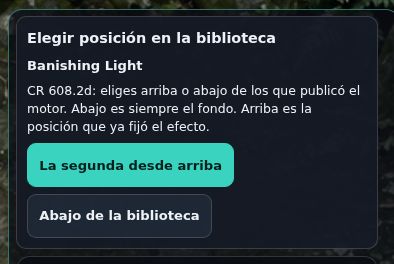 Elegir posición en la biblioteca
Banishing Light
CR 608.2d: eliges arriba o abajo de los que publicó el
motor. Abajo es siempre el fondo. Arriba es la
posición que ya fijó el efecto.
La segunda desde arriba
Abajo de la biblioteca